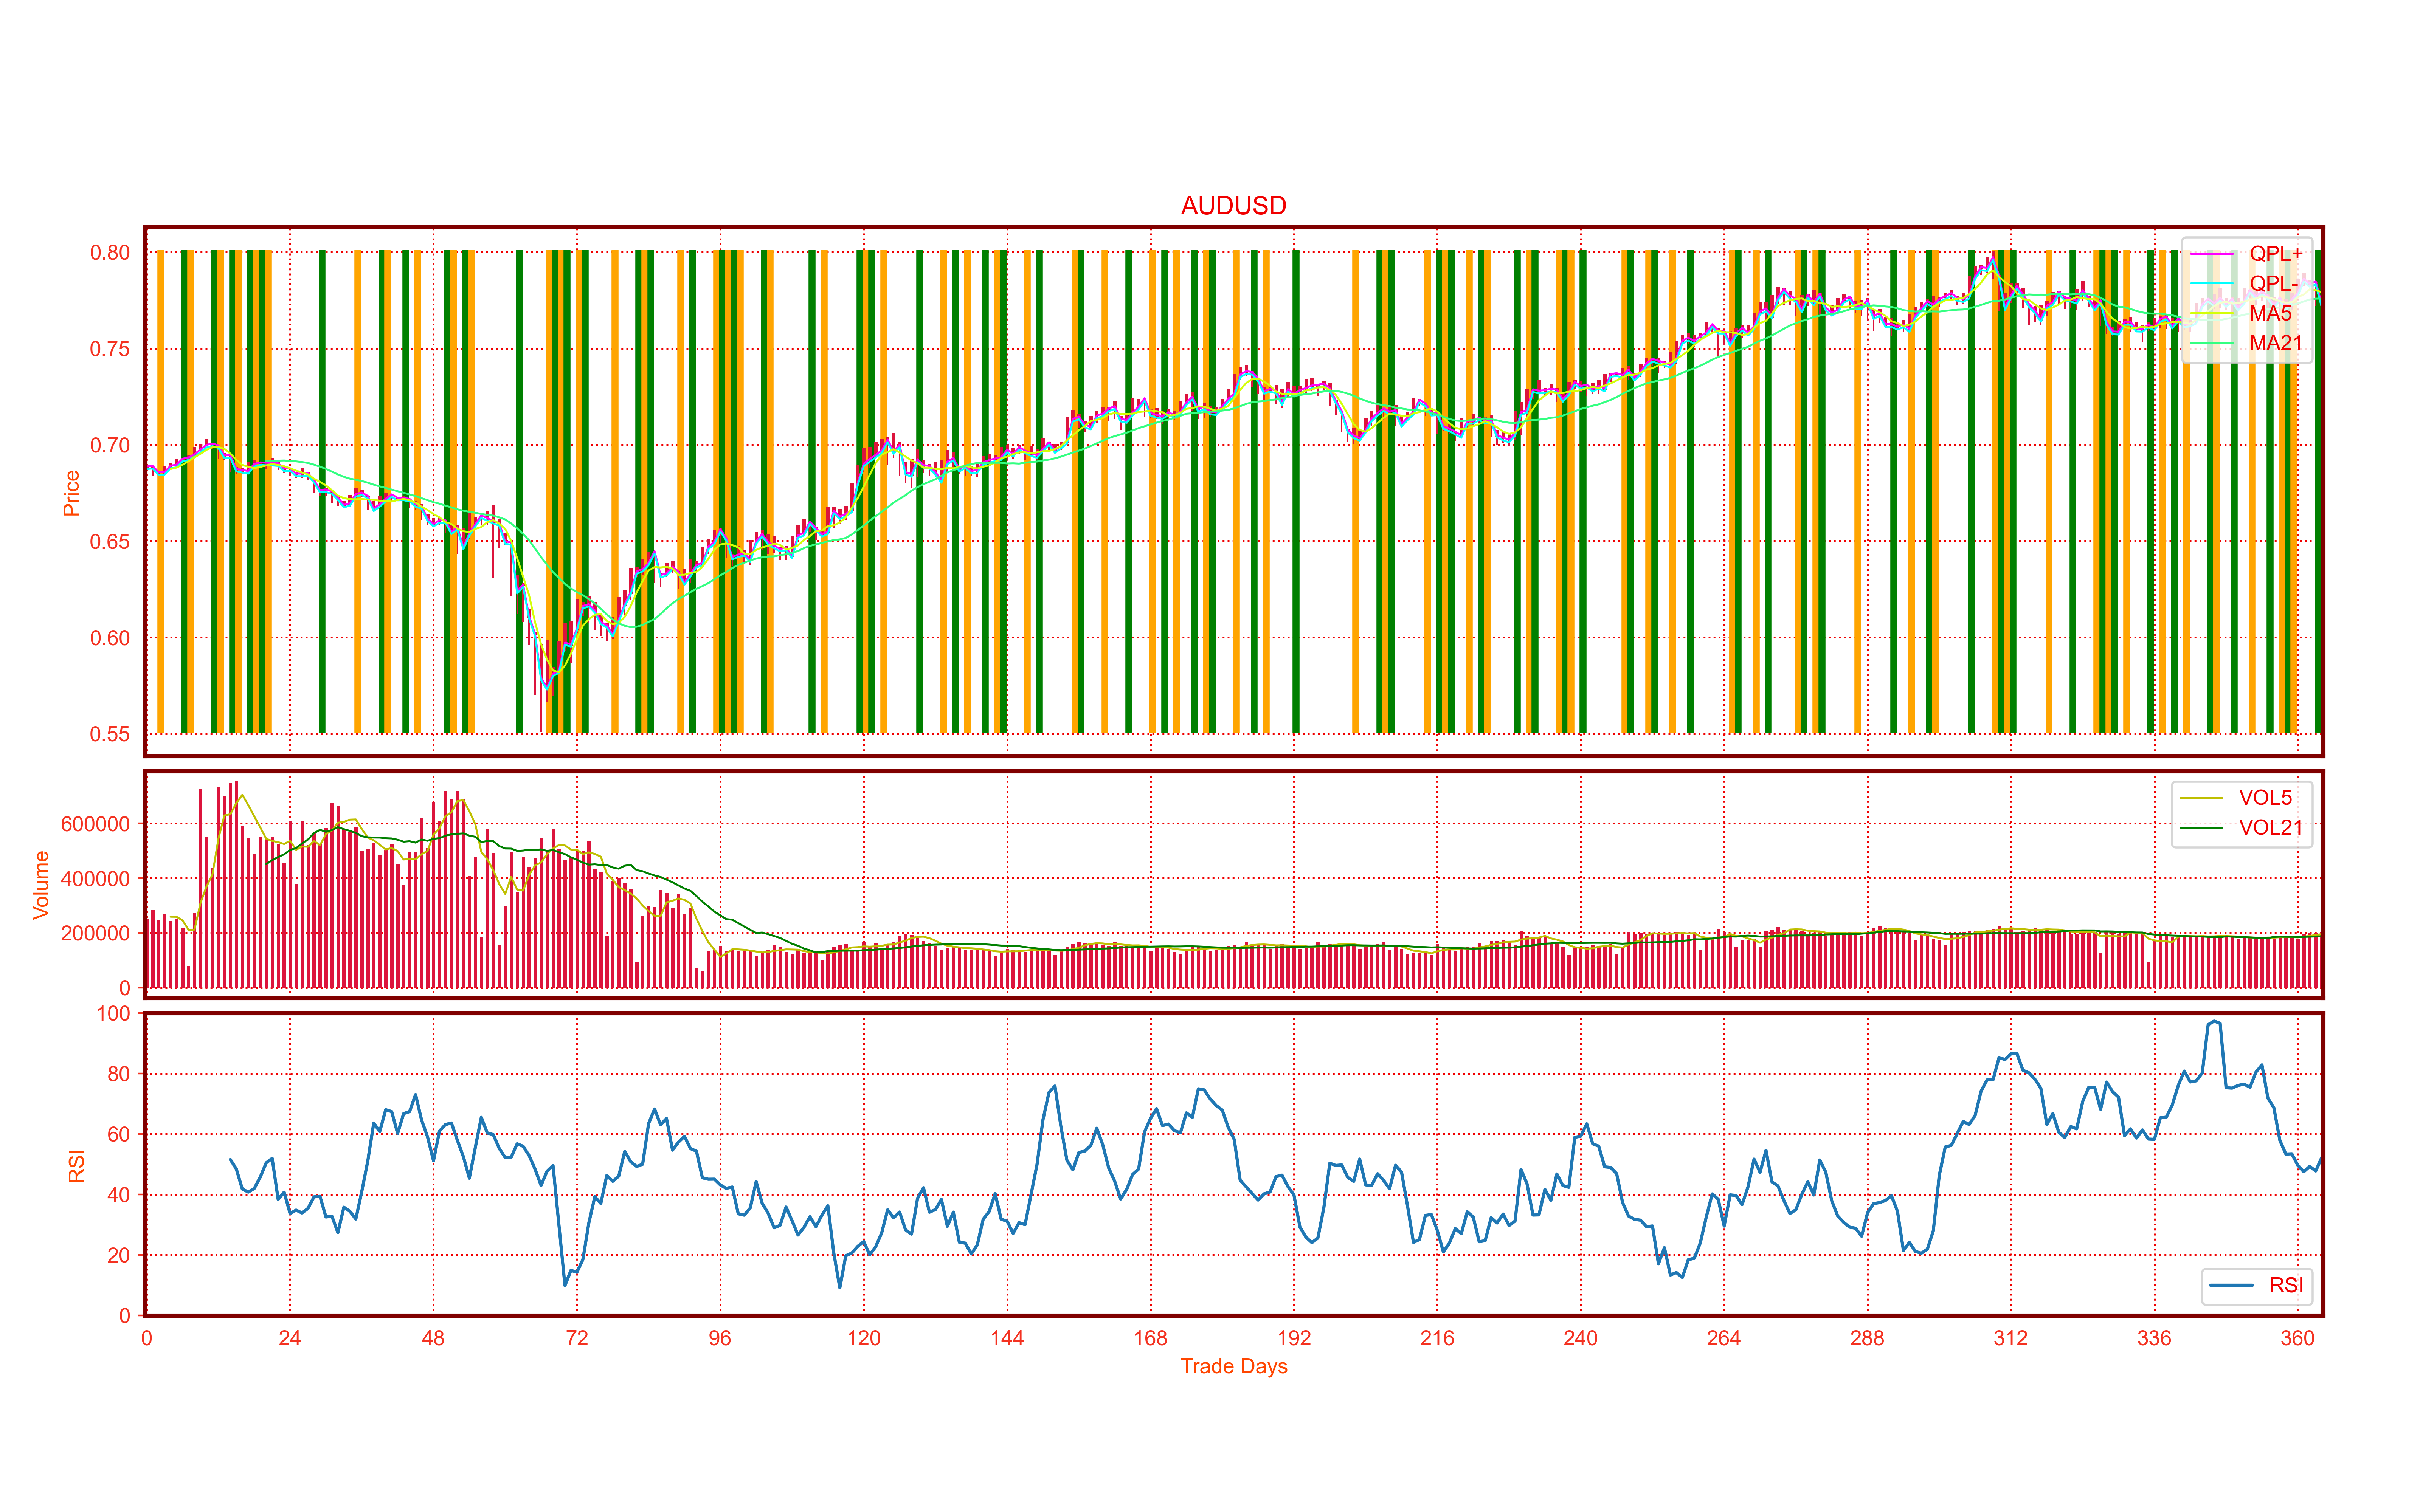 AUDUSD
0.80
0.75
0.70
0.65
0.60
0.55
Price
QPL+
QPL-
MA5
MA21
600000
400000
200000
0
Volume
VOL5
VOL21
100
80
60
40
20
0
RSI
RSI
0 24 48 72 96 120 144 168 192 216 240 264 288 312 336 360
Trade Days